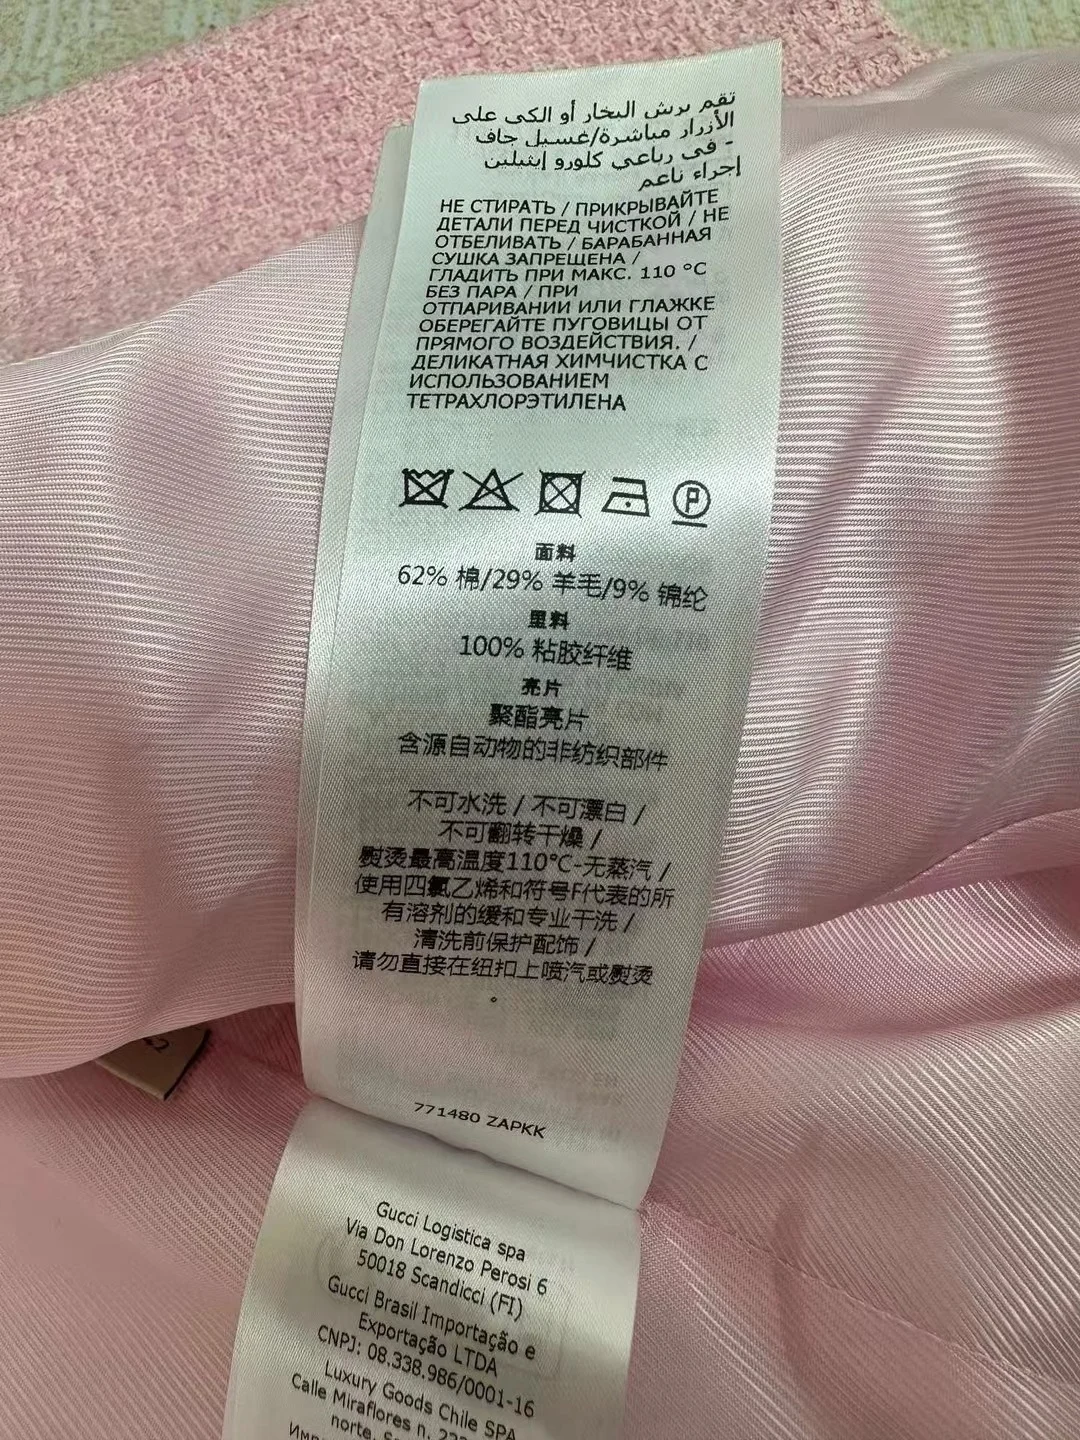 تقم برش البخار أو الكي على
الأزرار مباشرة/غسيل جاف
- في رباعي كلورو إيثيلين
إجراء ناعم
НЕ СТИРАТЬ / ПРИКРЫВАЙТЕ
ДЕТАЛИ ПЕРЕД ЧИСТКОЙ / НЕ
ОТБЕЛИВАТЬ / БАРАБАННАЯ
СУШКА ЗАПРЕЩЕНА /
ГЛАДИТЬ ПРИ МАКС. 110 °C
БЕЗ ПАРА / ПРИ
ОТПАРИВАНИИ ИЛИ ГЛАЖКЕ
ОБЕРЕГАЙТЕ ПУГОВИЦЫ ОТ
ПРЯМОГО ВОЗДЕЙСТВИЯ. /
ДЕЛИКАТНАЯ ХИМЧИСТКА С
ИСПОЛЬЗОВАНИЕМ
ТЕТРАХЛОРЭТИЛЕНА
P
面料
62% 棉/29% 羊毛/9% 锦纶
里料
100% 粘胶纤维
亮片
聚酯亮片
含源自动物的非纺织部件
不可水洗 / 不可漂白 /
不可翻转干燥 /
熨烫最高温度110°C-无蒸汽 /
使用四氯乙烯和符号F代表的所
有溶剂的缓和专业干洗 /
清洗前保护配饰 /
请勿直接在纽扣上喷汽或熨烫
。
42
771480 ZAPKK
Gucci Logistica spa
Via Don Lorenzo Perosi 6
50018 Scandicci (FI)
Gucci Brasil Importação e
Exportação LTDA
CNPJ: 08.338.986/0001-16
Luxury Goods Chile SPA
Calle Miraflores n.
norte,